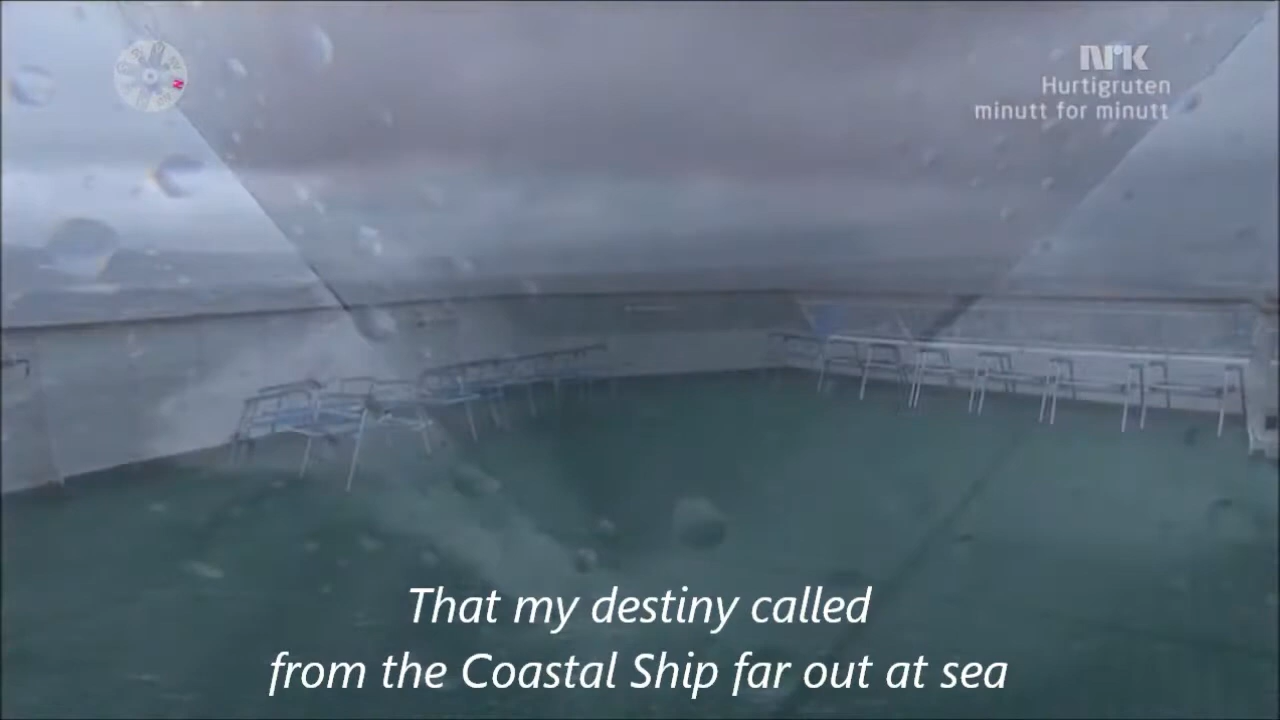 NRK
Hurtigruten
minutt for minutt
That my destiny called
from the Coastal Ship far out at sea